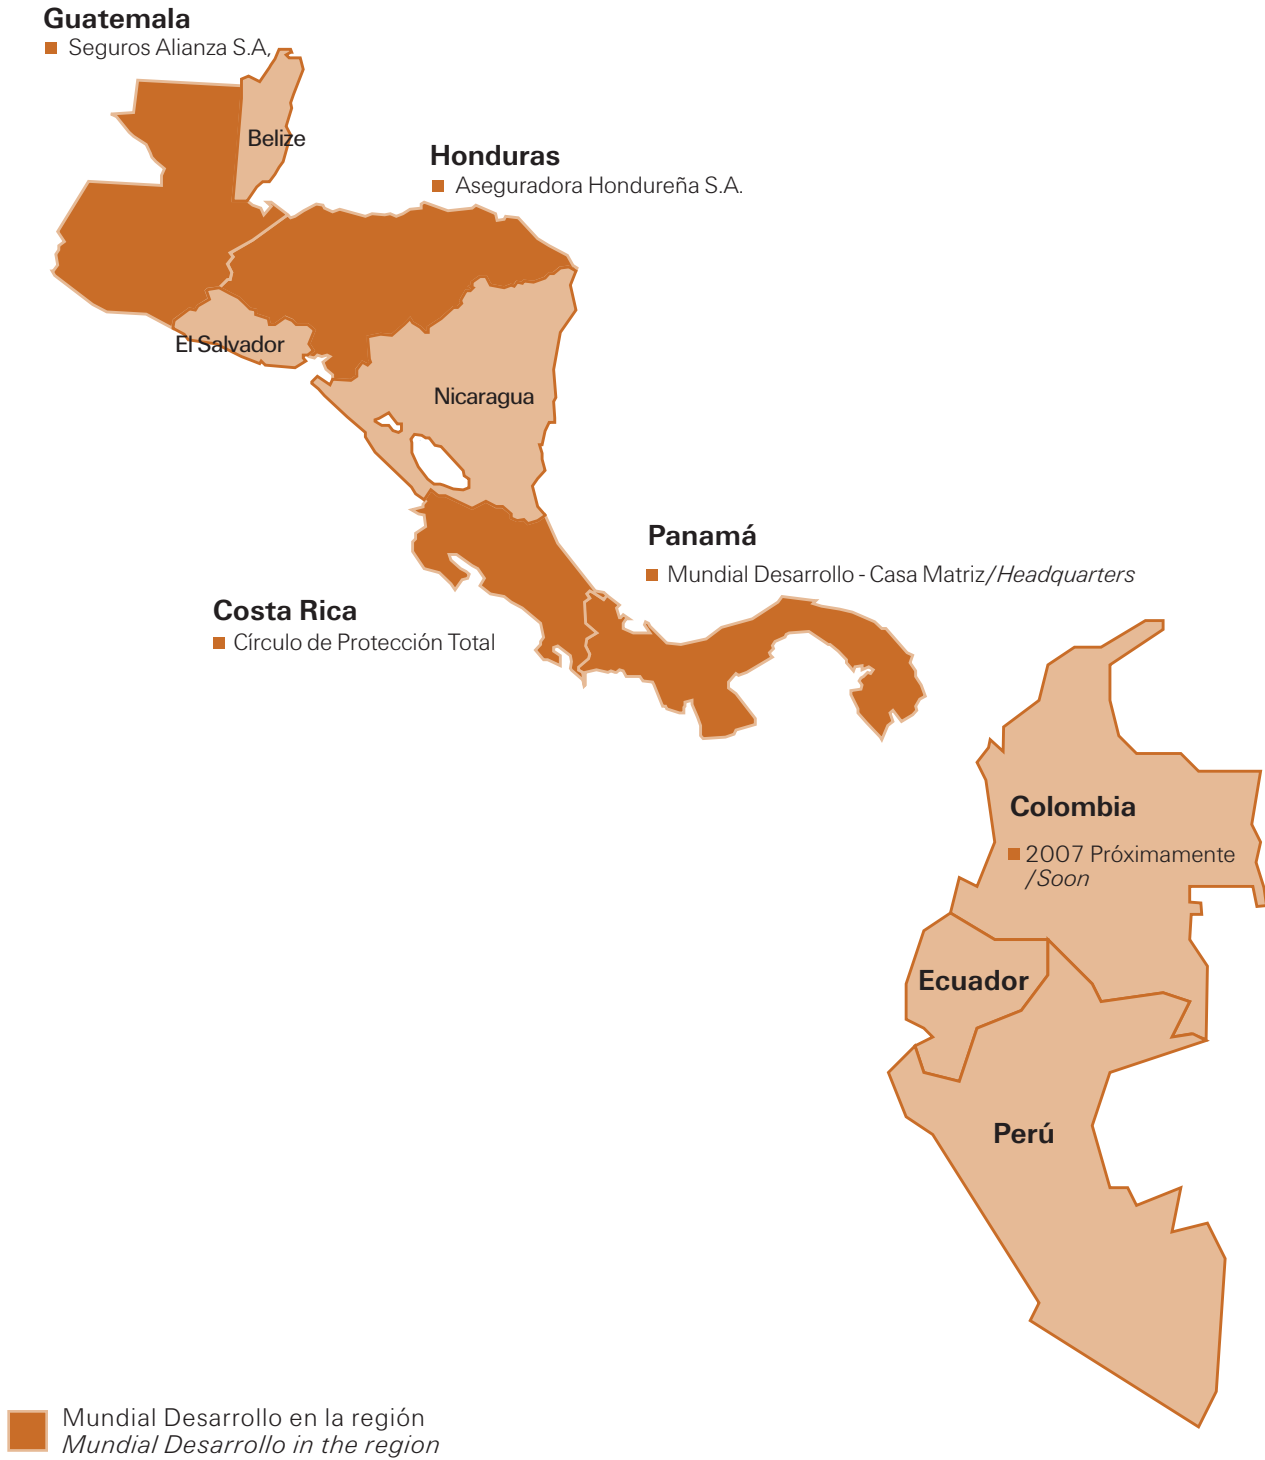 Guatemala
Seguros Alianza S.A,
Belize
Honduras
Aseguradora Hondureña S.A.
El Salvador
Nicaragua
Panamá
Mundial Desarrollo - Casa Matriz/Headquarters
Costa Rica
Círculo de Protección Total
Colombia
2007 Próximamente
/Soon
Ecuador
Perú
Mundial Desarrollo en la región
Mundial Desarrollo in the region